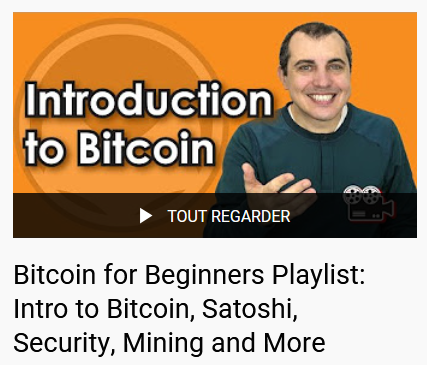 Introduction
to Bitcoin
TOUT REGARDER
Bitcoin for Beginners Playlist:
Intro to Bitcoin, Satoshi,
Security, Mining and More